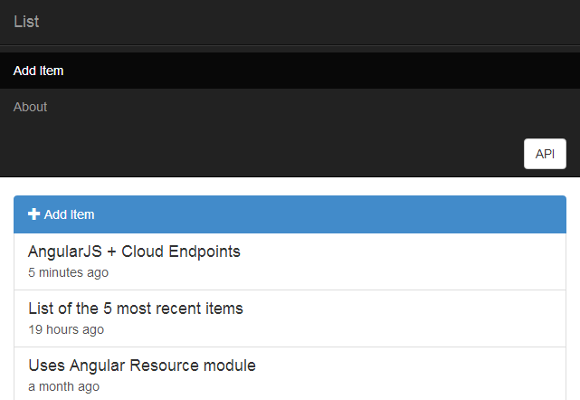 List
Add Item
About
API
Add Item
AngularJS + Cloud Endpoints
5 minutes ago
List of the 5 most recent items
19 hours ago
Uses Angular Resource module
a month ago